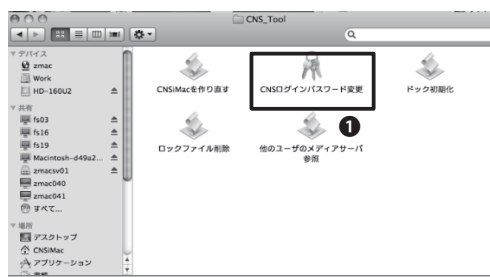 CNS_Tool
▼デバイス
zmac
Work
HD-160U2
▼共有
fs03
fs16
fs19
Macintosh-d49a2...
zmacsv01
zmac040
zmac041
すべて...
▼場所
デスクトップ
CNSiMac
アプリケーション
CNSiMacを作り直す
CNSログインパスワード変更
ドック初期化
❶
ロックファイル削除
他のユーザのメディアサーバ
参照